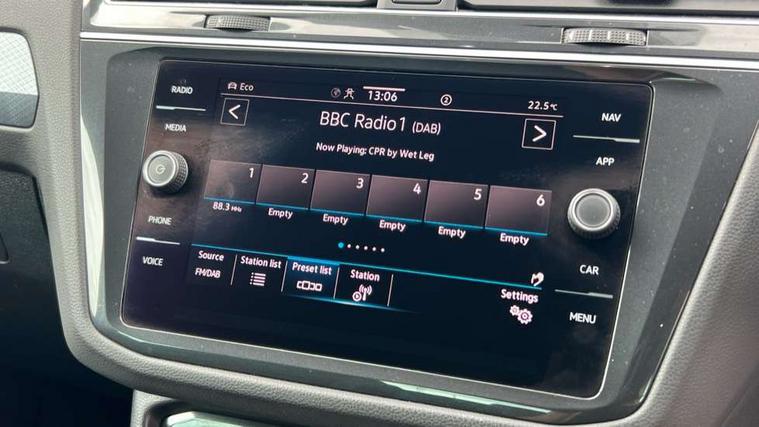 RADIO
MEDIA
PHONE
VOICE
Eco
13:06
2
22.5°C
BBC Radio 1 (DAB)
Now Playing: CPR by Wet Leg
1 2 3 4 5 6
88.3 MHz Empty Empty Empty Empty Empty
Source Station list Preset list Station Settings
FM/DAB
NAV
APP
CAR
MENU